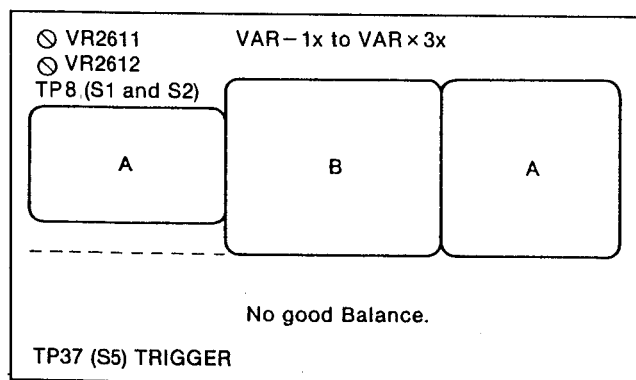 VR2611 VAR−1x to VAR×3x
VR2612
TP8 (S1 and S2)
A B A
No good Balance.
TP37 (S5) TRIGGER